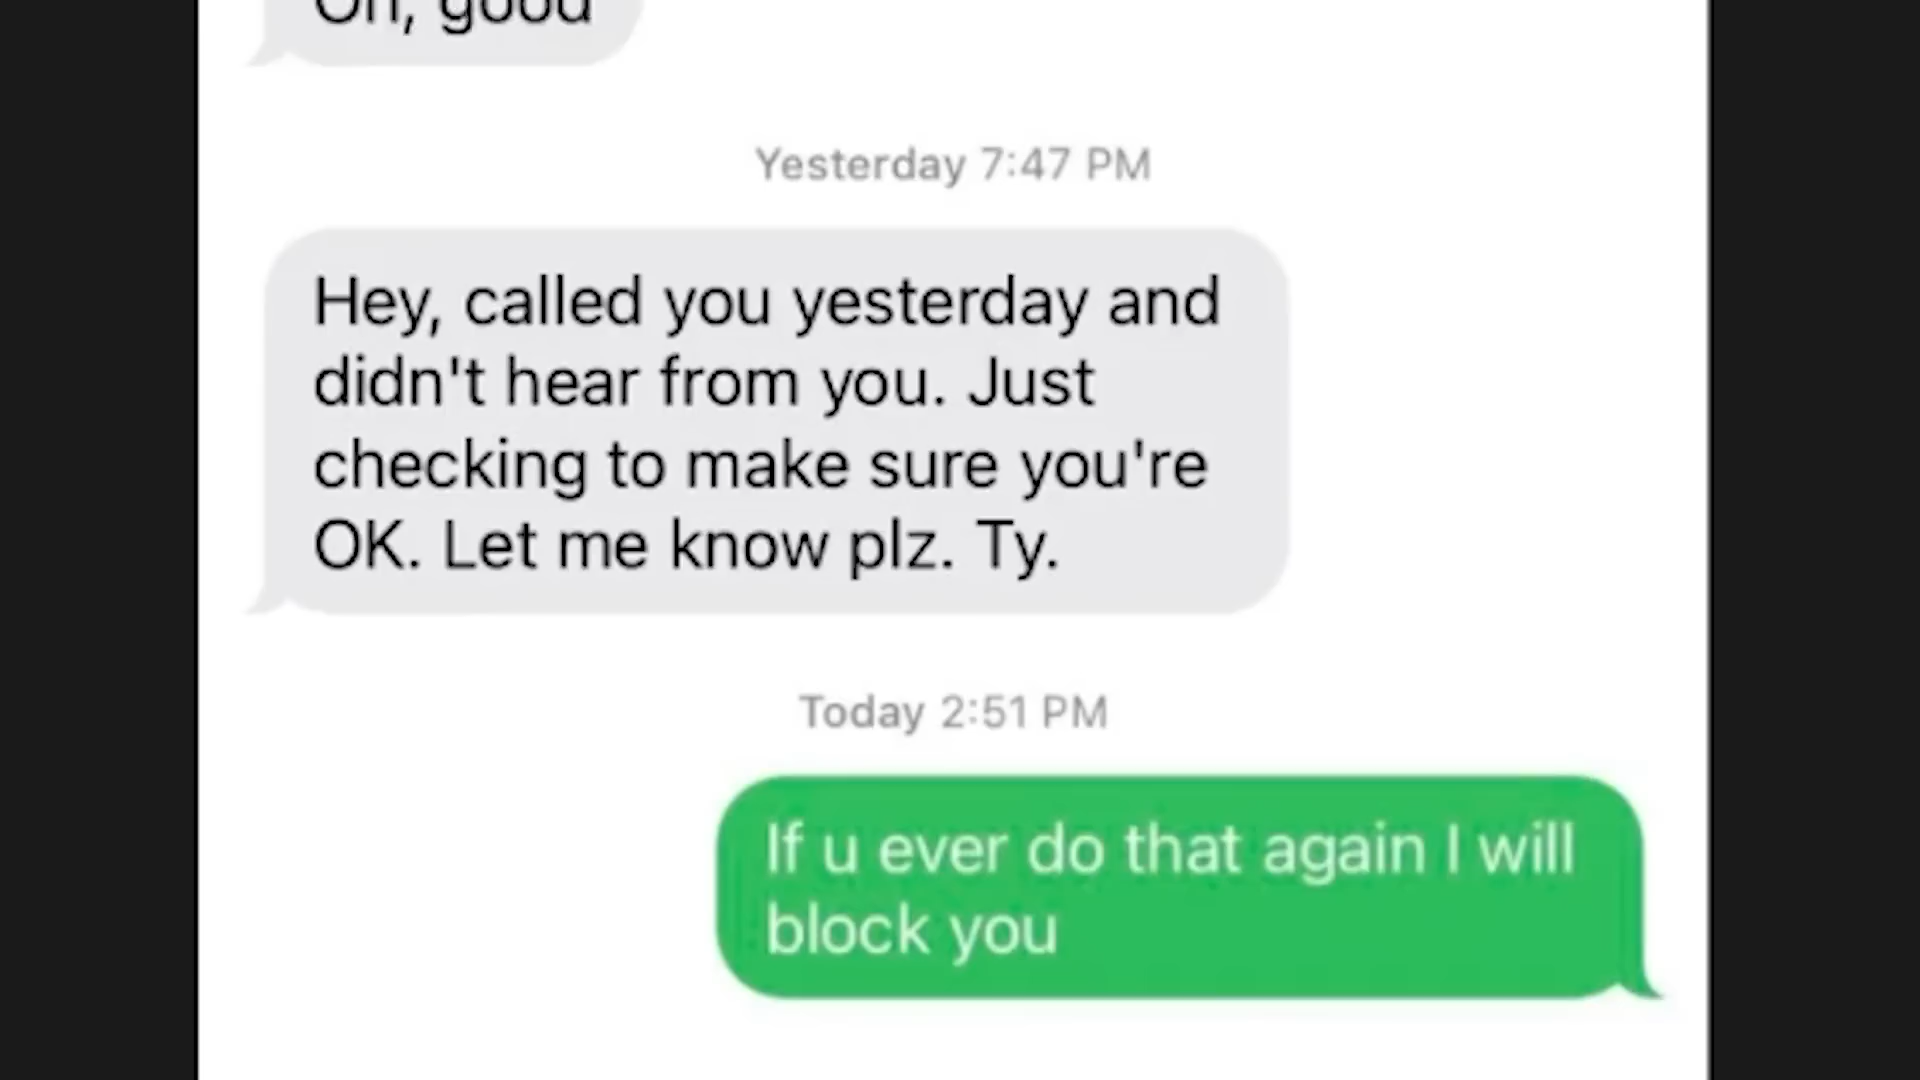 Oh, good
Yesterday 7:47 PM
Hey, called you yesterday and
didn't hear from you. Just
checking to make sure you're
OK. Let me know plz. Ty.
Today 2:51 PM
If u ever do that again I will
block you